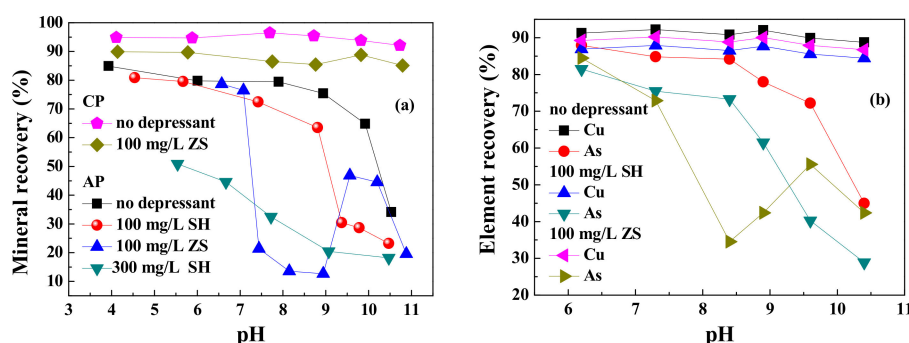 100
90
80
70
60
50
40
30
20
10
Mineral recovery (%)
(a)
CP
no depressant
100 mg/L ZS
AP
no depressant
100 mg/L SH
100 mg/L ZS
300 mg/L SH
3 4 5 6 7 8 9 10 11
pH
90
80
70
60
50
40
30
20
Element recovery (%)
(b)
no depressant
Cu
As
100 mg/L SH
Cu
As
100 mg/L ZS
Cu
As
6 7 8 9 10 11
pH